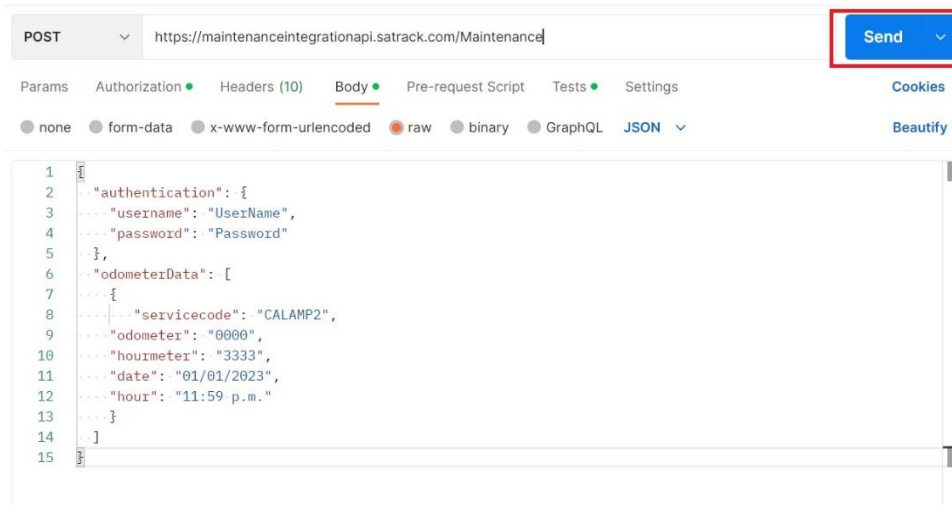 POST https://maintenanceintegrationapi.satrack.com/Maintenance Send
Params Authorization Headers (10) Body Pre-request Script Tests Settings Cookies
none form-data x-www-form-urlencoded raw binary GraphQL JSON Beautify
1 {
2 "authentication": {
3 "username": "UserName",
4 "password": "Password"
5 },
6 "odometerData": [
7 {
8 "servicecode": "CALAMP2",
9 "odometer": "0000",
10 "hourmeter": "3333",
11 "date": "01/01/2023",
12 "hour": "11:59 p.m."
13 }
14 ]
15 }